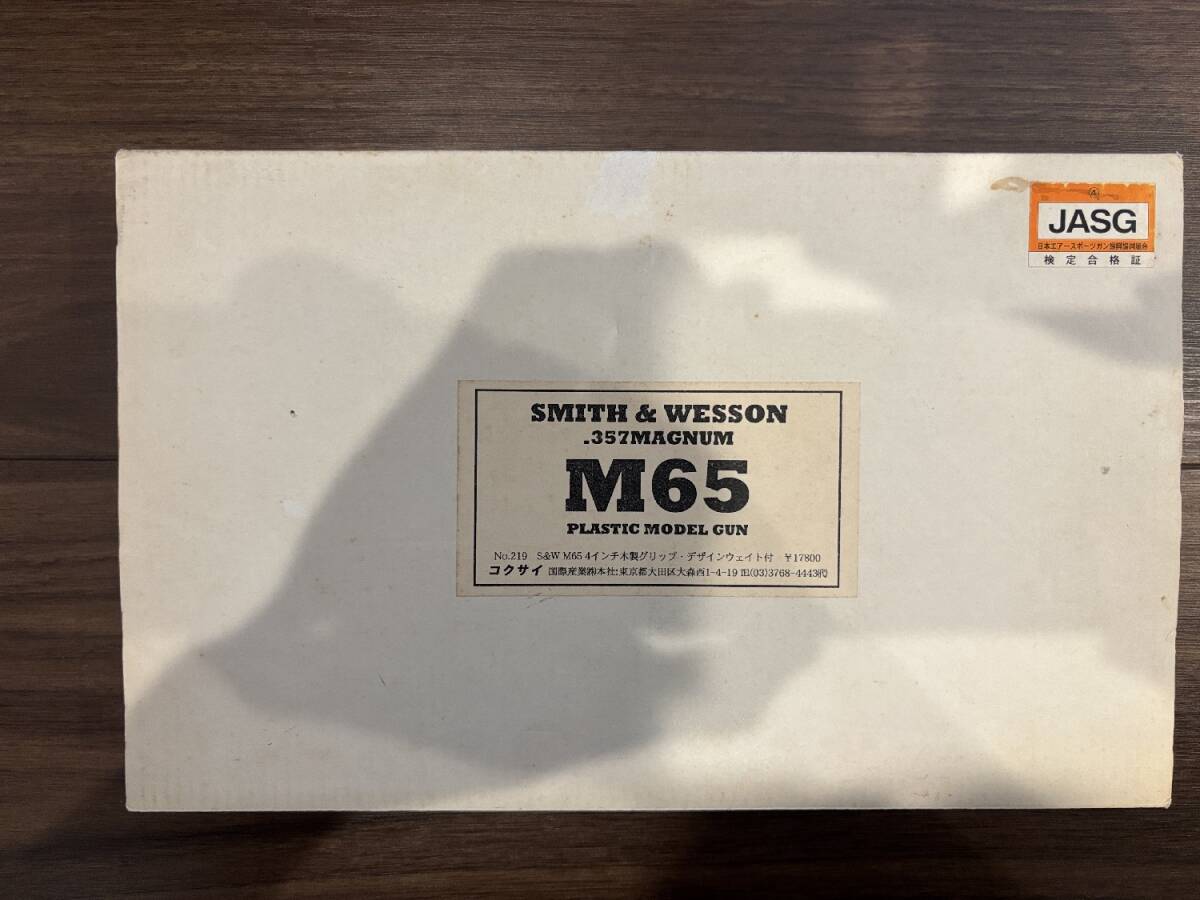 Ⓐ
JASG
日本エアースポーツガン振興協同組合
検定合格証
SMITH & WESSON
.357MAGNUM
M65
PLASTIC MODEL GUN
No.219 S&W M65 4インチ木製グリップ・デザインウェイト付 ¥17800
コクサイ 国際産業㈱本社:東京都大田区大森西1-4-19 ℡(03)3768-4443㈹